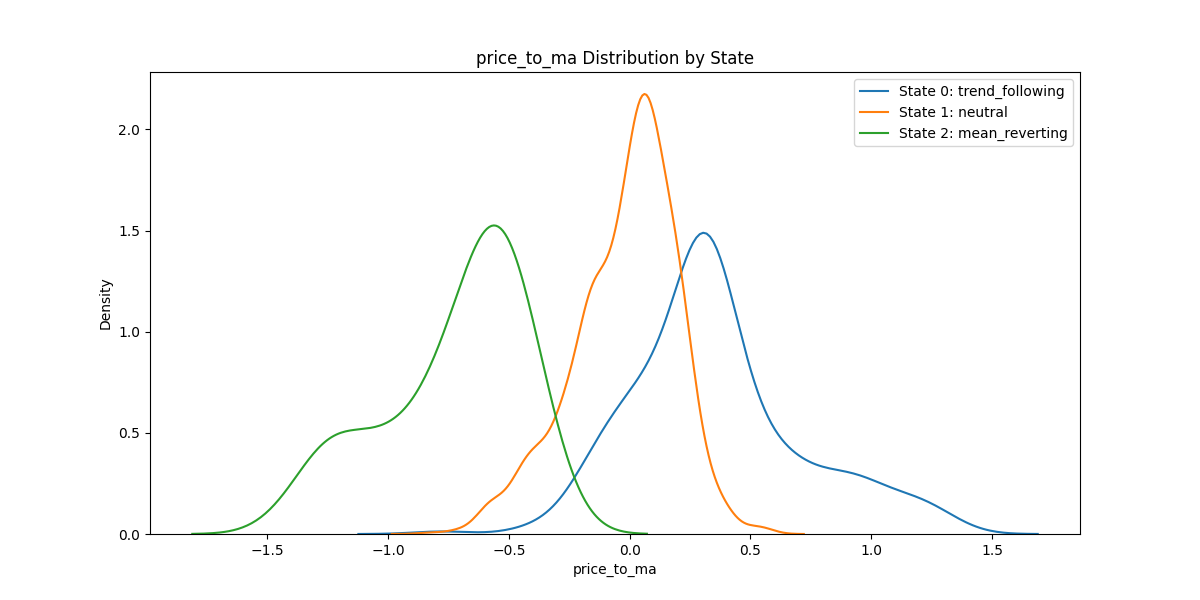 price_to_ma Distribution by State
State 0: trend_following
State 1: neutral
State 2: mean_reverting
Density
2.0
1.5
1.0
0.5
0.0
−1.5 −1.0 −0.5 0.0 0.5 1.0 1.5
price_to_ma